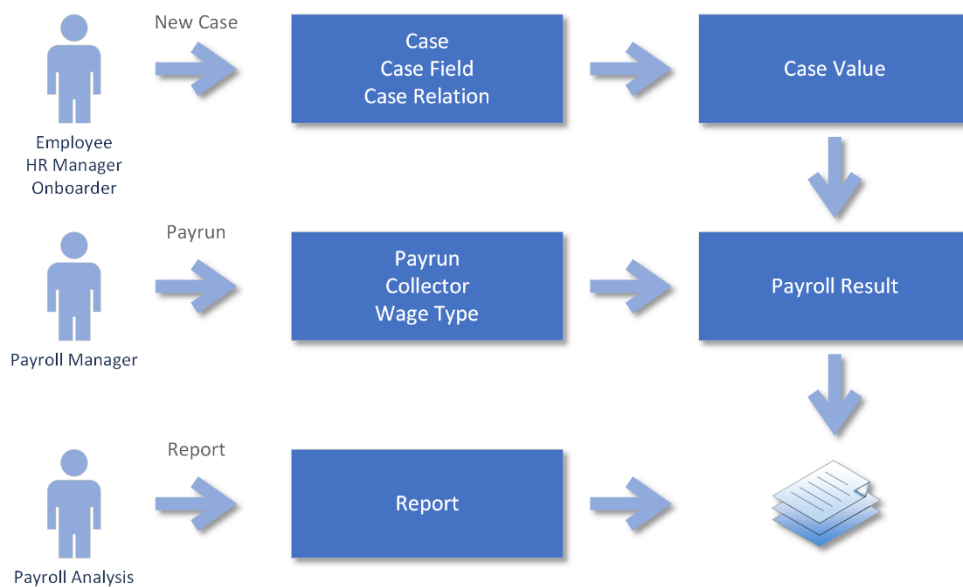 New Case
Case
Case Field
Case Relation
Case Value
Employee
HR Manager
Onboarder
Payrun
Payrun
Collector
Wage Type
Payroll Result
Payroll Manager
Report
Report
Payroll Analysis